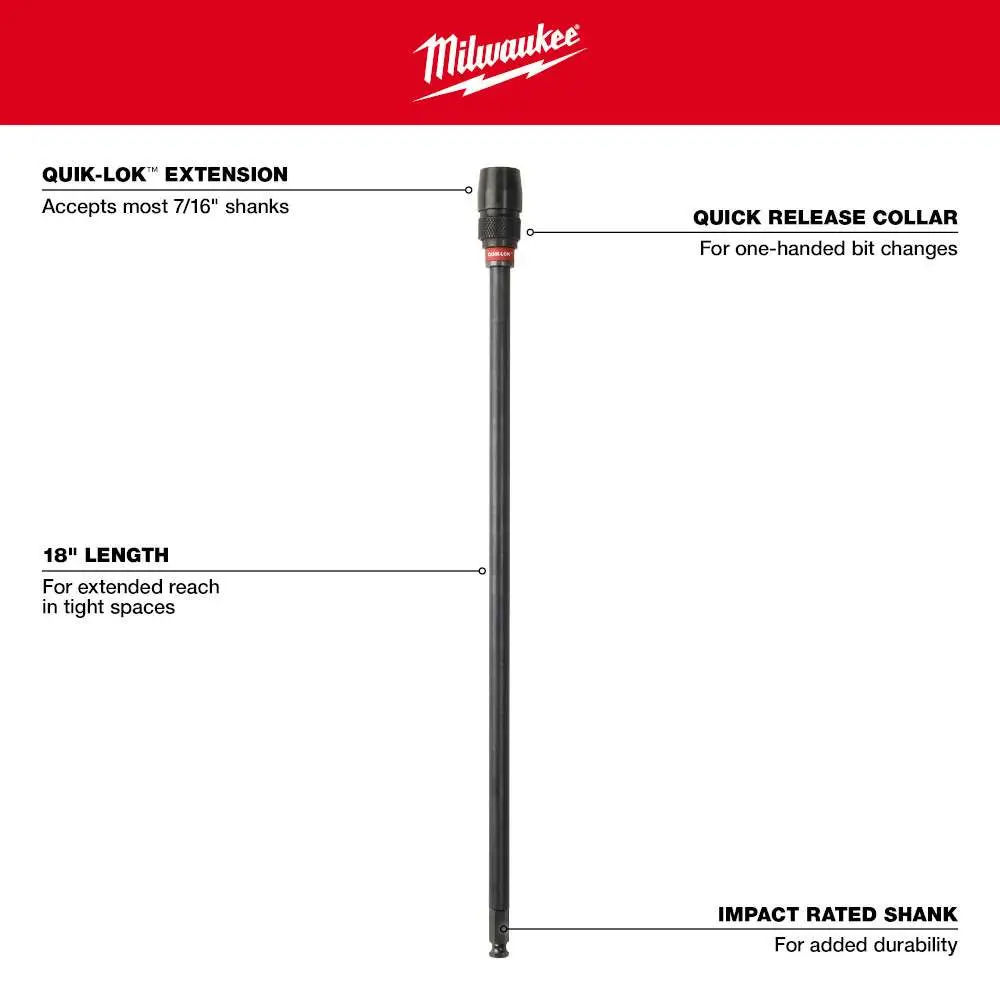 Milwaukee®
QUIK-LOK™ EXTENSION
Accepts most 7/16" shanks
QUICK RELEASE COLLAR
For one-handed bit changes
QUIK-LOK™
18" LENGTH
For extended reach
in tight spaces
IMPACT RATED SHANK
For added durability